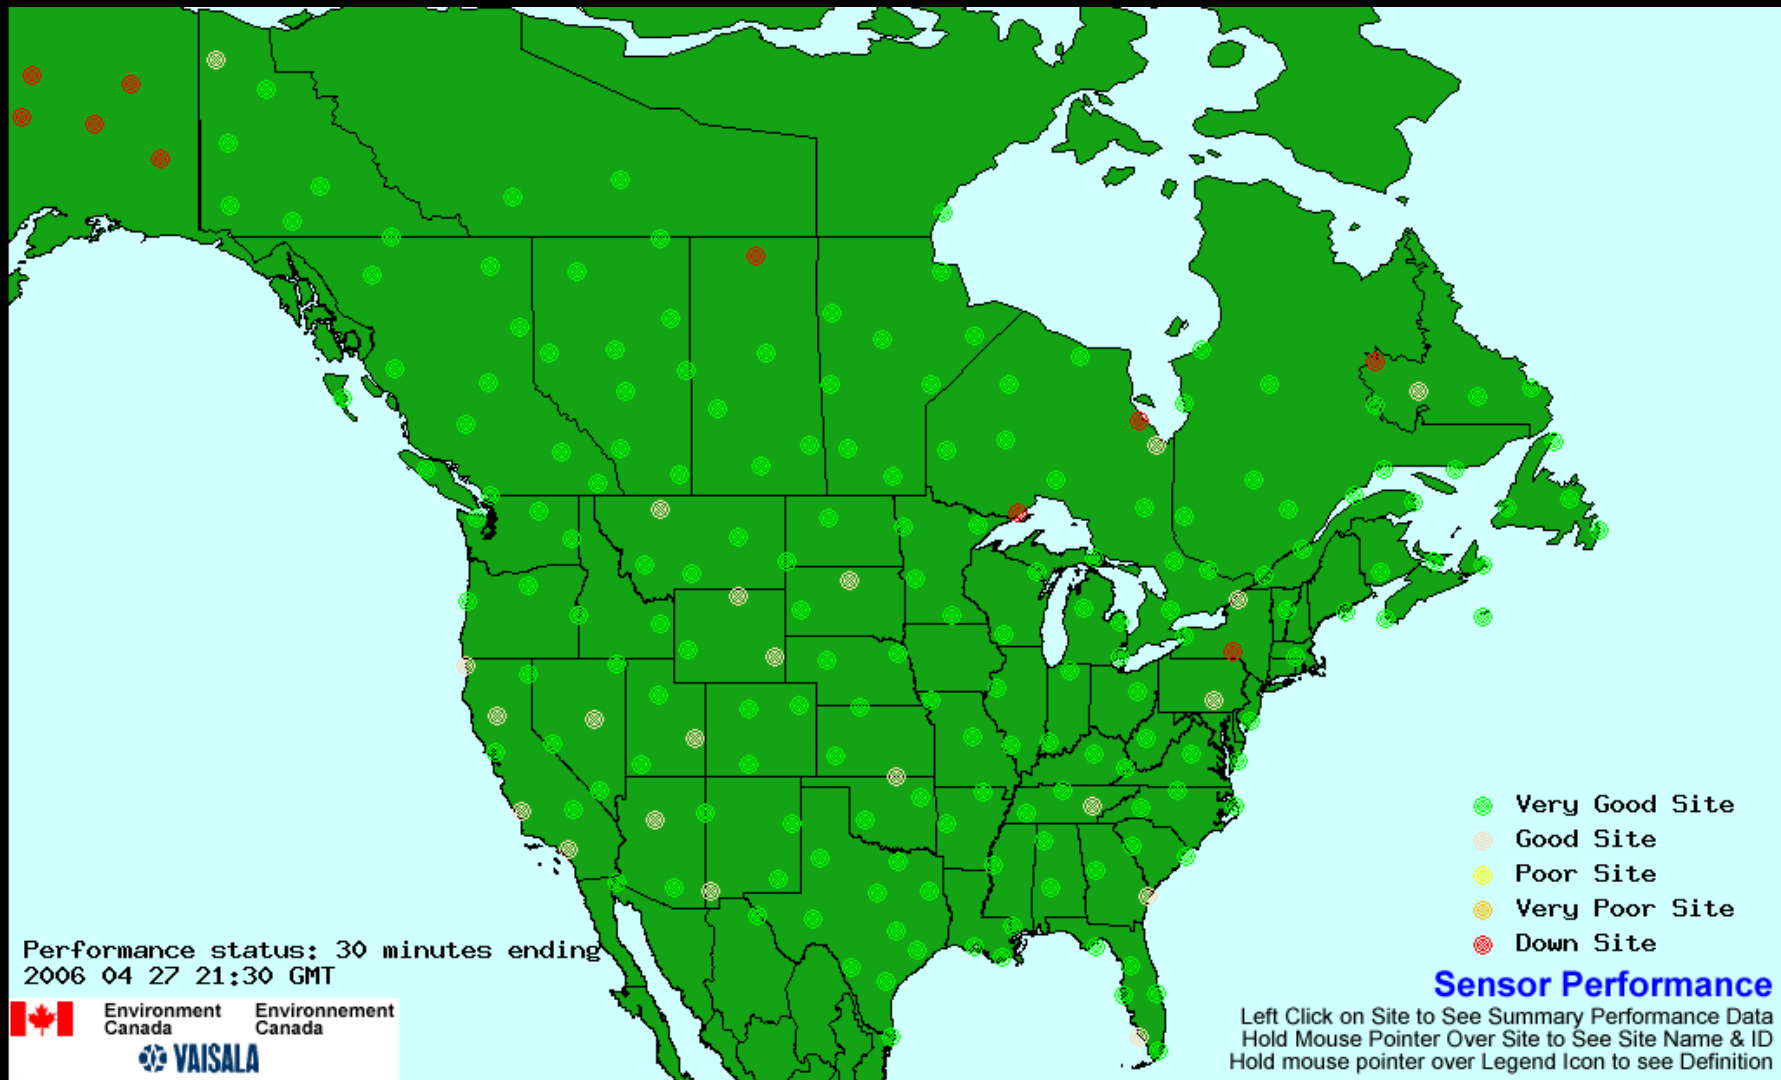 Very Good Site
Good Site
Poor Site
Very Poor Site
Down Site
Performance status: 30 minutes ending
2006 04 27 21:30 GMT
Environment Canada
Environnement Canada
VAISALA
Sensor Performance
Left Click on Site to See Summary Performance Data
Hold Mouse Pointer Over Site to See Site Name & ID
Hold mouse pointer over Legend Icon to see Definition